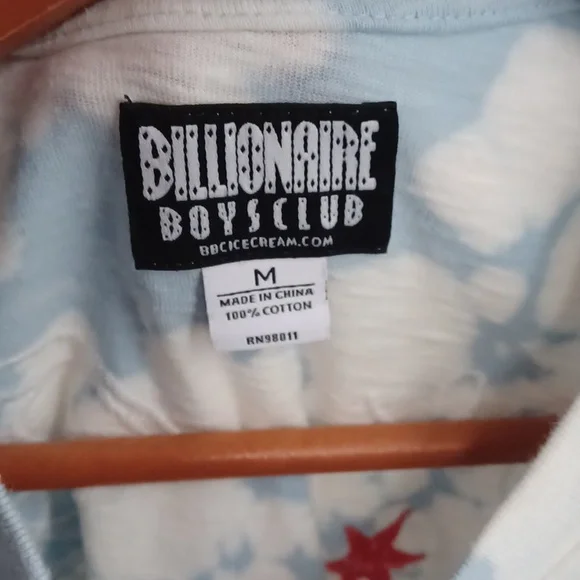 BILLIONAIRE
BOYS CLUB
BBCICECREAM.COM
M
MADE IN CHINA
100% COTTON
RN98011